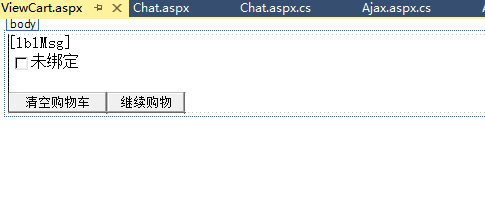 ViewCart.aspx Chat.aspx Chat.aspx.cs Ajax.aspx.cs
body
[lblMsg]
未绑定
清空购物车 继续购物